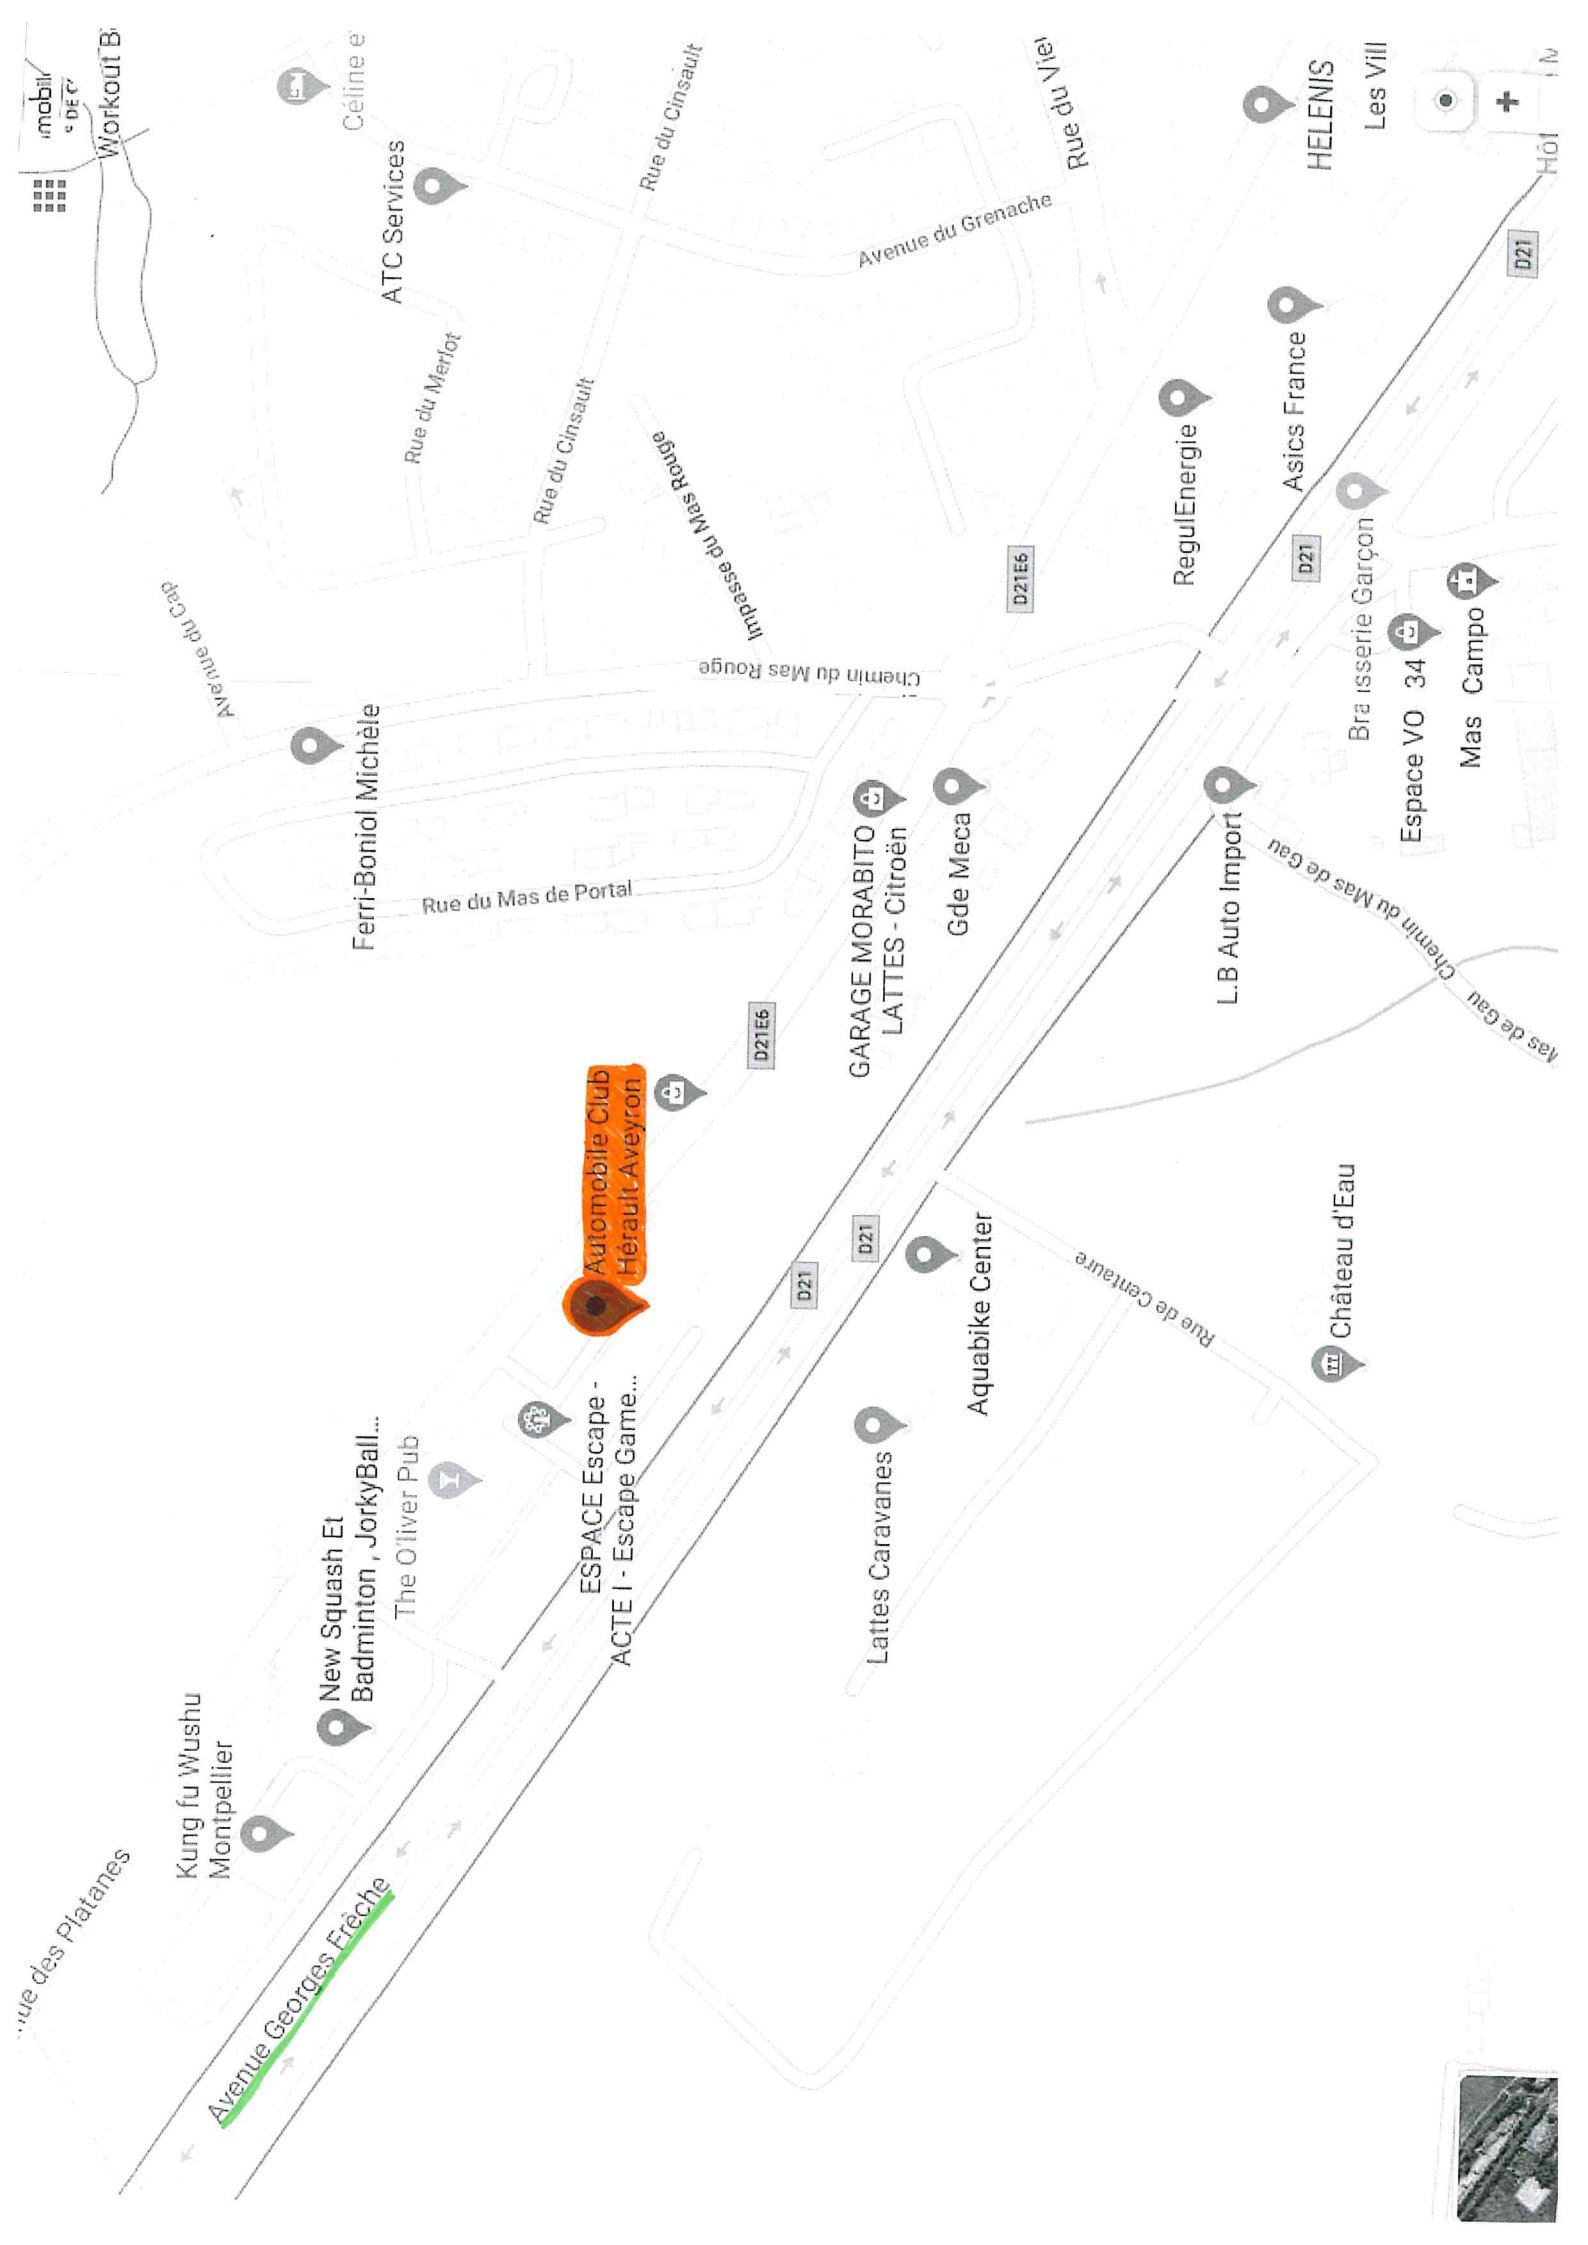 Workout B
Céline e
ATC Services
Rue du Cinsault
Rue du Viei
HELENIS
Les Vill
Hôt
Avenue du Grenache
D21
Rue du Merlot
Rue du Cinsault
Impasse du Mas Rouge
Asics France
RegulEnergie
D21E6
D21
Avenue du Cap
Chemin du Mas Rouge
Brasserie Garçon
Espace VO 34
Mas Campo
Ferri-Boniol Michèle
Rue du Mas de Portal
GARAGE MORABITO
LATTES - Citroën
Gde Meca
L.B Auto Import
Chemin du Mas de Gau
Mas de Gau
D21E6
Automobile Club
Hérault Aveyron
D21
D21
Aquabike Center
Rue de Centaure
Château d'Eau
ESPACE Escape -
ACTE I - Escape Game...
The O'liver Pub
New Squash Et
Badminton , JorkyBall...
Lattes Caravanes
Kung fu Wushu
Montpellier
nue des Platanes
Avenue Georges Frêche